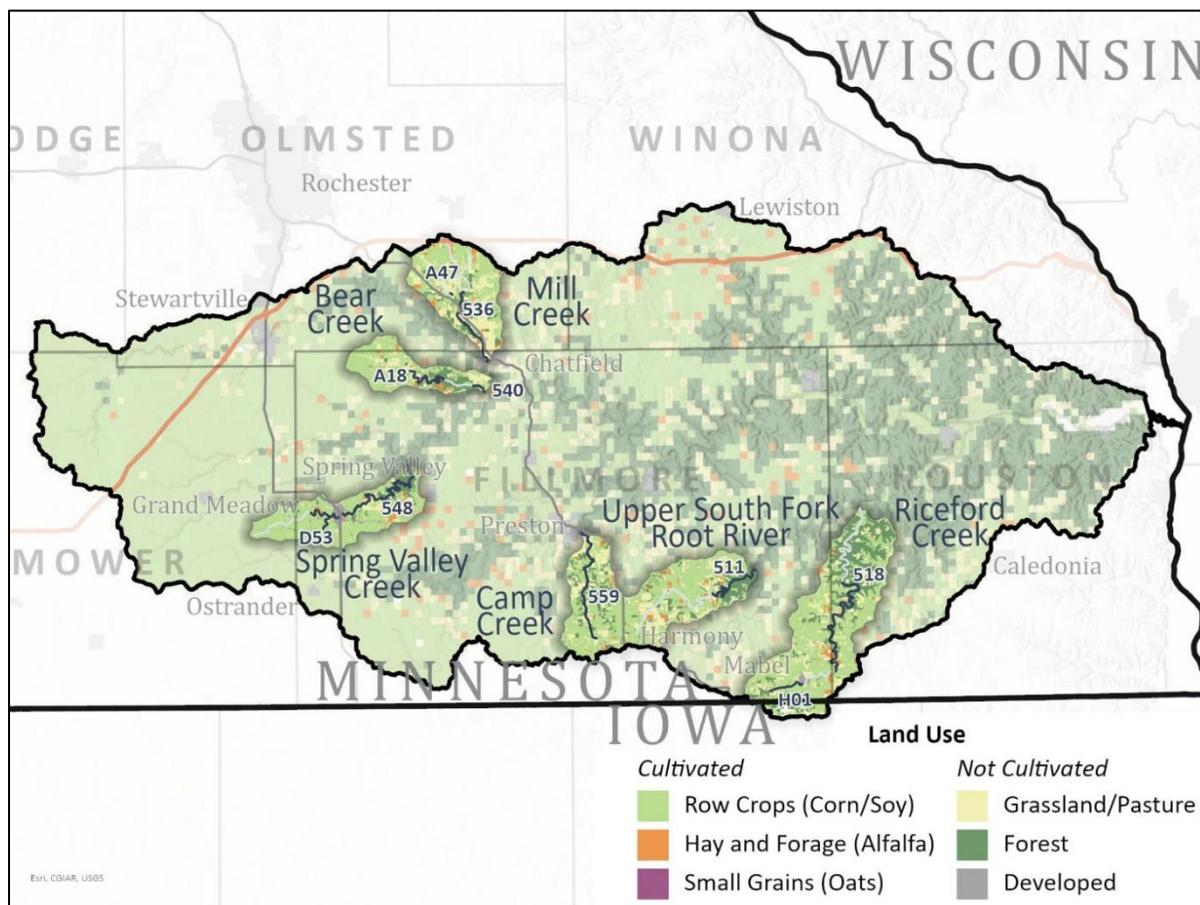 WISCONSIN
ODGE
OLMSTED
WINONA
Rochester
Lewiston
A47
Stewartville
Bear
Creek
536
Mill
Creek
Chatfield
A18
540
Spring Valley
FILLMORE
HOUSTON
Grand Meadow
548
Preston
Upper South Fork
Root River
Riceford
Creek
D53
MOWER
Spring Valley
Creek
511
518
Caledonia
Ostrander
Camp
Creek
559
Harmony
Mabel
MINNESOTA
H01
IOWA
Land Use
Cultivated
Not Cultivated
Row Crops (Corn/Soy)
Grassland/Pasture
Hay and Forage (Alfalfa)
Forest
Small Grains (Oats)
Developed
Esri, CGIAR, USGS